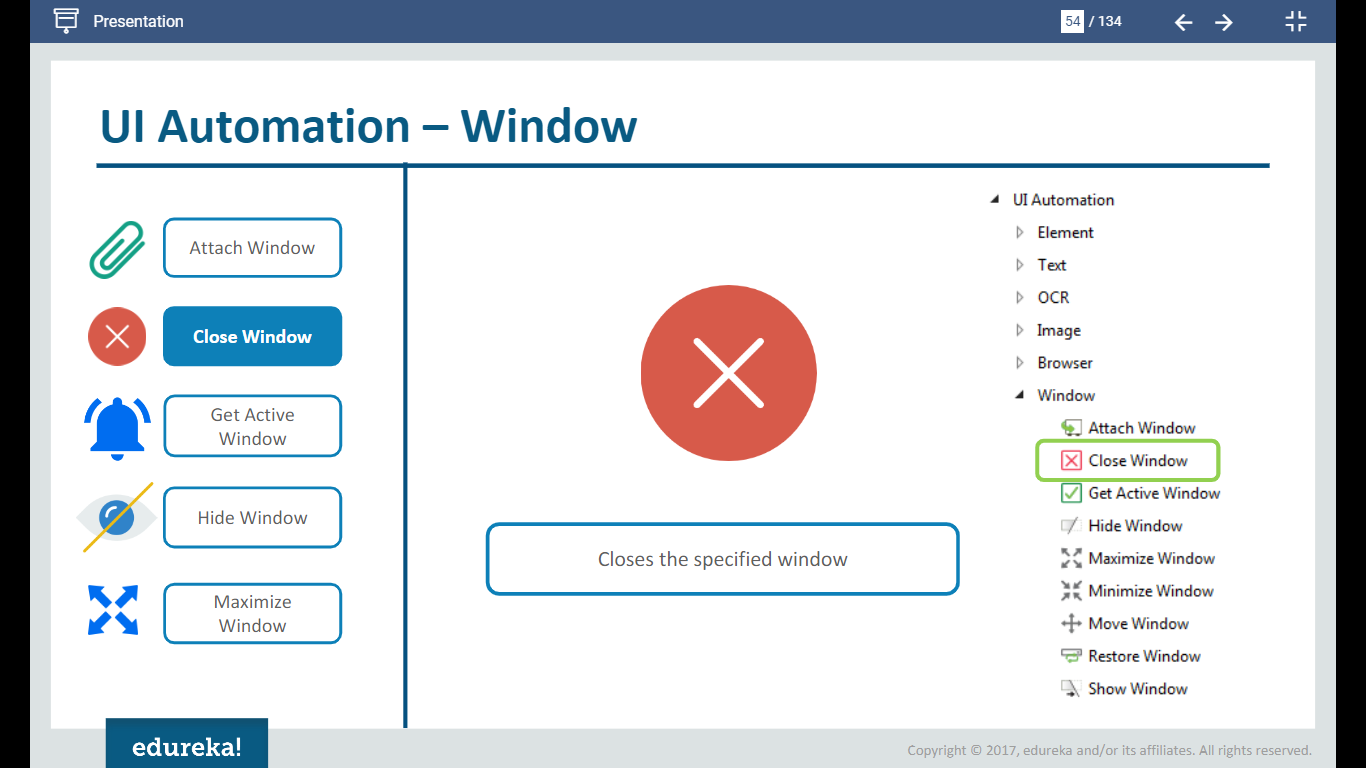 Presentation
54 / 134
UI Automation – Window
Attach Window
Close Window
Get Active
Window
Hide Window
Maximize
Window
Closes the specified window
UI Automation
Element
Text
OCR
Image
Browser
Window
Attach Window
Close Window
Get Active Window
Hide Window
Maximize Window
Minimize Window
Move Window
Restore Window
Show Window
edureka!
Copyright © 2017, edureka and/or its affiliates. All rights reserved.